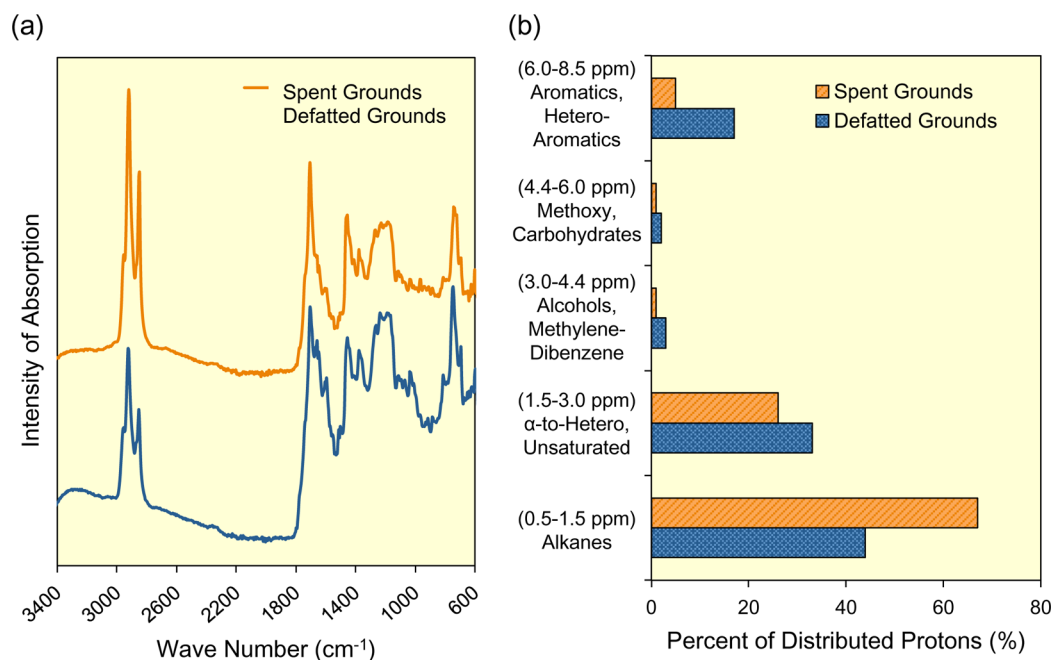 (a)
Spent Grounds
Defatted Grounds
Intensity of Absorption
3400
3000
2600
2200
1800
1400
1000
600
Wave Number (cm⁻¹)
(b)
(6.0-8.5 ppm)
Aromatics,
Hetero-
Aromatics
(4.4-6.0 ppm)
Methoxy,
Carbohydrates
(3.0-4.4 ppm)
Alcohols,
Methylene-
Dibenzene
(1.5-3.0 ppm)
α-to-Hetero,
Unsaturated
(0.5-1.5 ppm)
Alkanes
Spent Grounds
Defatted Grounds
0
20
40
60
80
Percent of Distributed Protons (%)